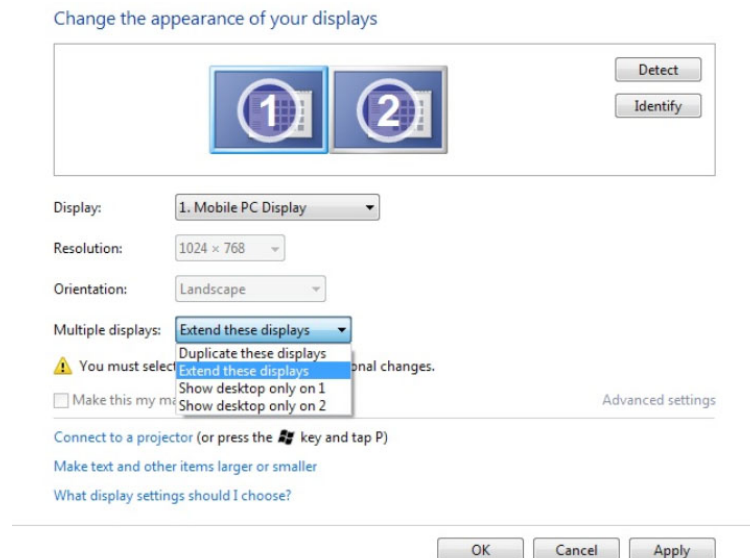 Change the appearance of your displays
1 2
Detect
Identify
Display: 1. Mobile PC Display
Resolution: 1024 × 768
Orientation: Landscape
Multiple displays: Extend these displays
Duplicate these displays
You must selec onal changes.
Extend these displays
Show desktop only on 1
Make this my ma Advanced settings
Show desktop only on 2
Connect to a projector (or press the key and tap P)
Make text and other items larger or smaller
What display settings should I choose?
OK Cancel Apply